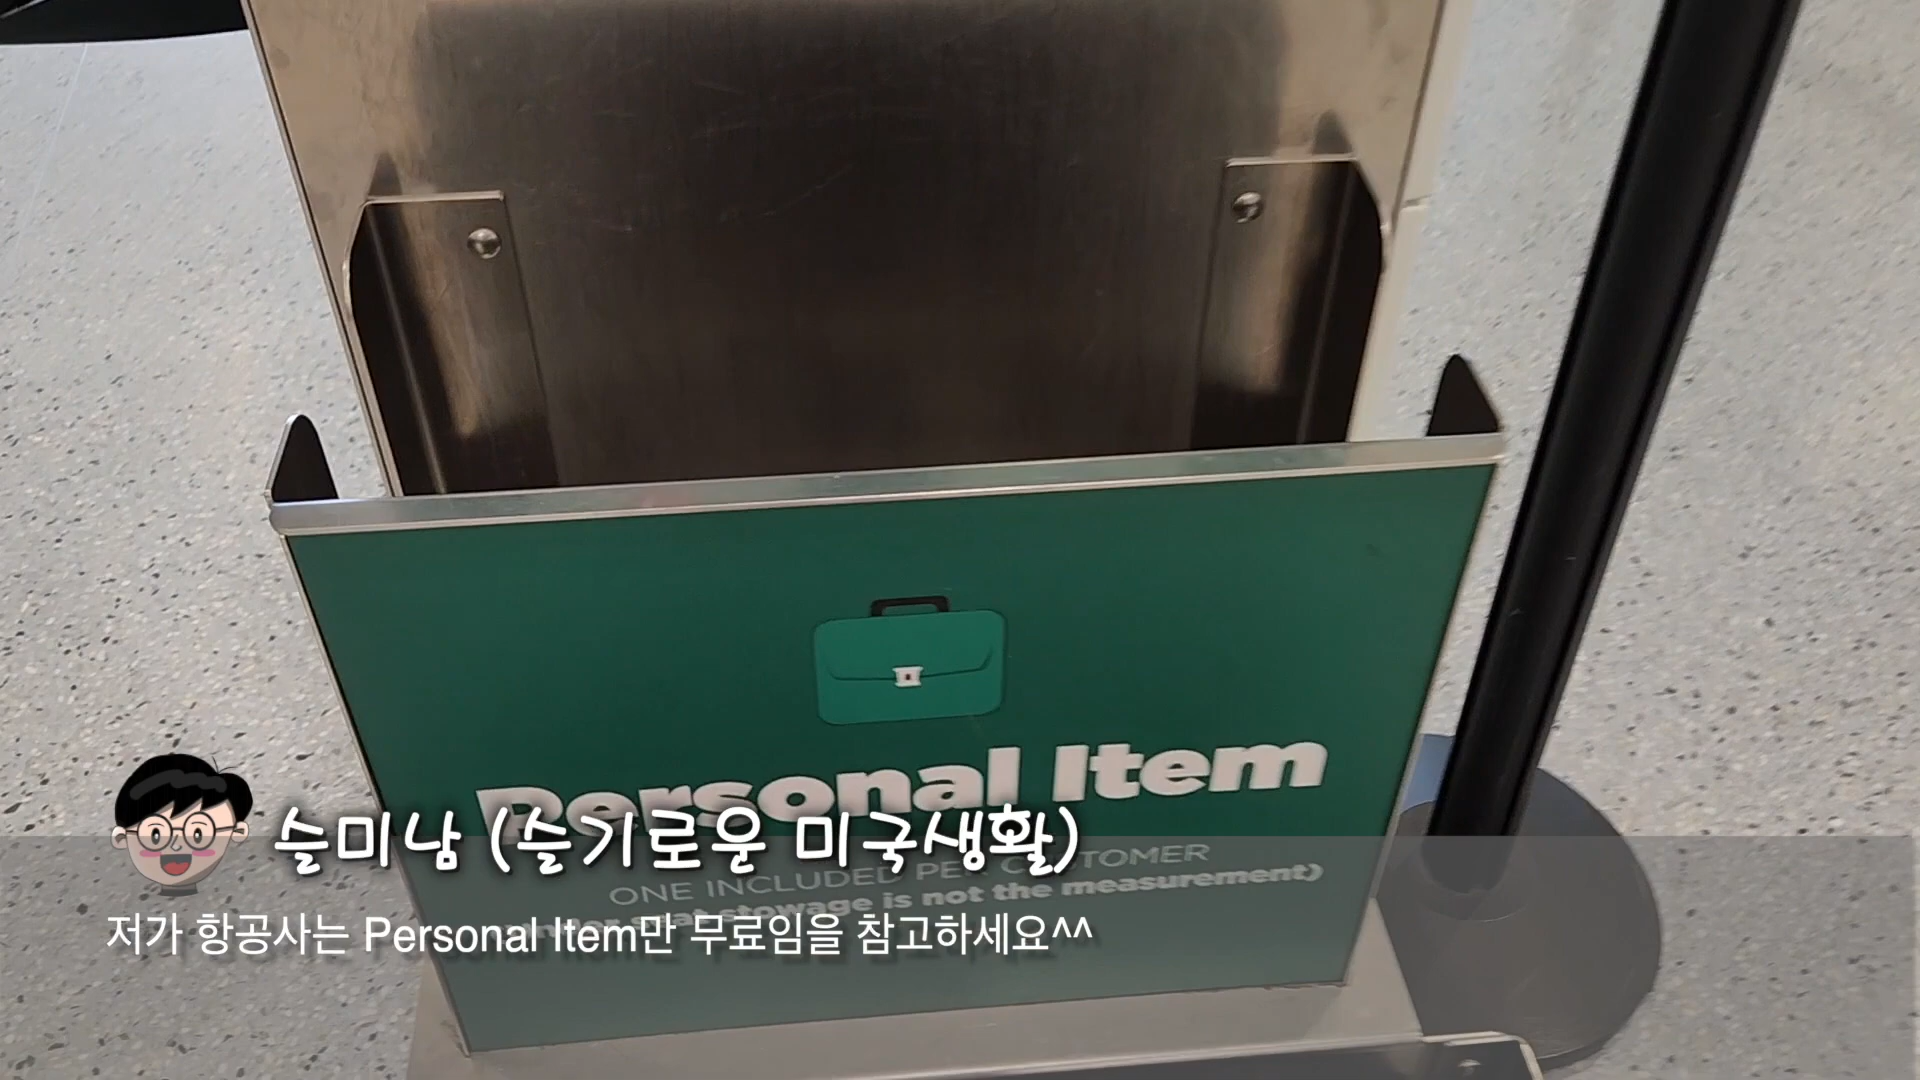 Personal Item
슬미남 (슬기로운 미국생활)
ONE INCLUDED PER CUSTOMER
seat stowage is not the measurement)
저가 항공사는 Personal Item만 무료임을 참고하세요^^